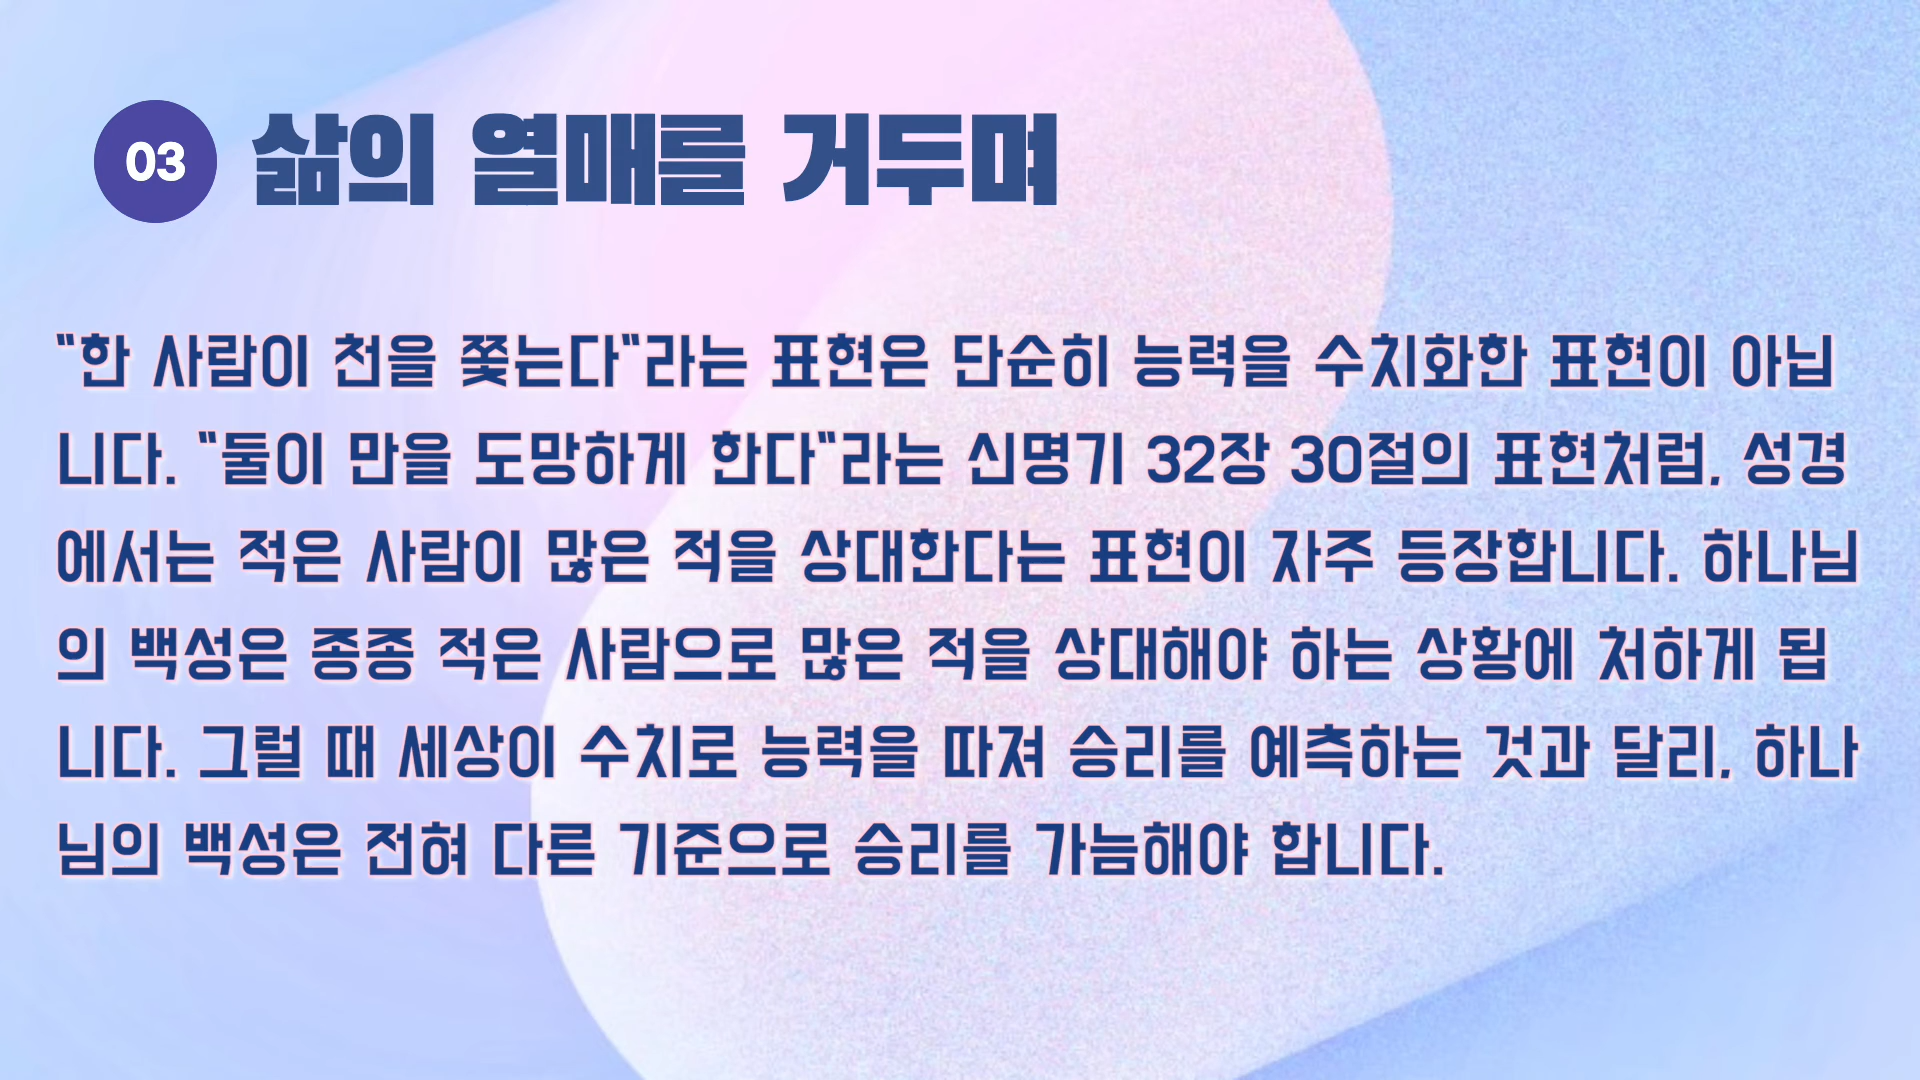 03 삶의 열매를 거두며
"한 사람이 천을 쫓는다"라는 표현은 단순히 능력을 수치화한 표현이 아닙
니다. "둘이 만을 도망하게 한다"라는 신명기 32장 30절의 표현처럼, 성경
에서는 적은 사람이 많은 적을 상대한다는 표현이 자주 등장합니다. 하나님
의 백성은 종종 적은 사람으로 많은 적을 상대해야 하는 상황에 처하게 됩
니다. 그럴 때 세상이 수치로 능력을 따져 승리를 예측하는 것과 달리, 하나
님의 백성은 전혀 다른 기준으로 승리를 가늠해야 합니다.